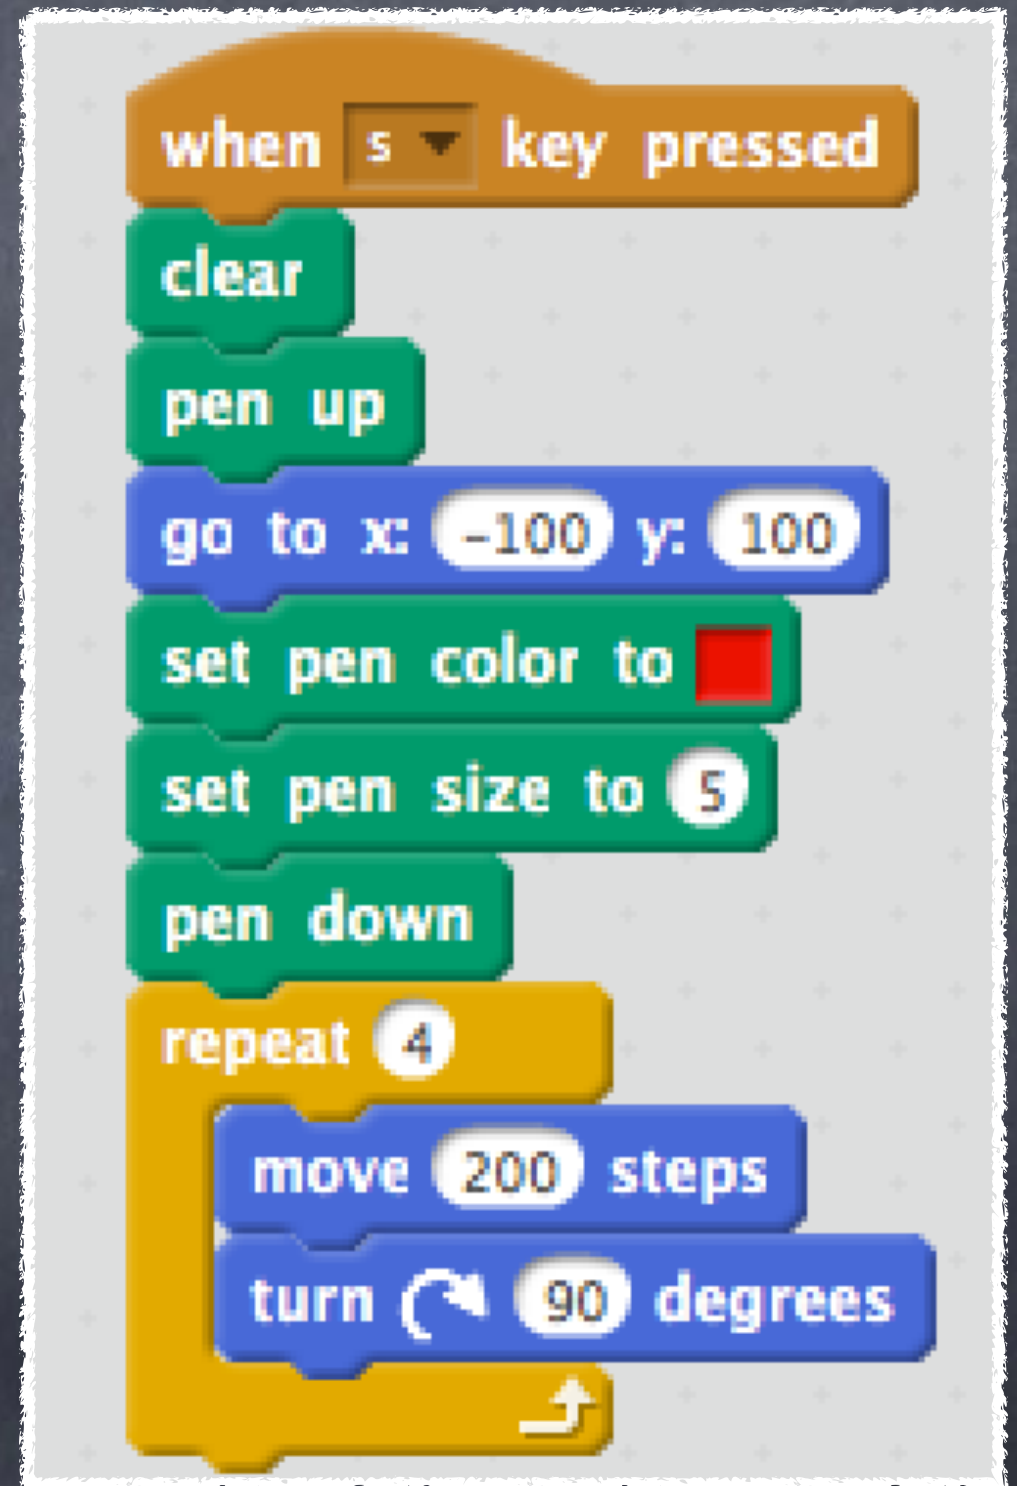 when s key pressed
clear
pen up
go to x: -100 y: 100
set pen color to
set pen size to 5
pen down
repeat 4
move 200 steps
turn 90 degrees